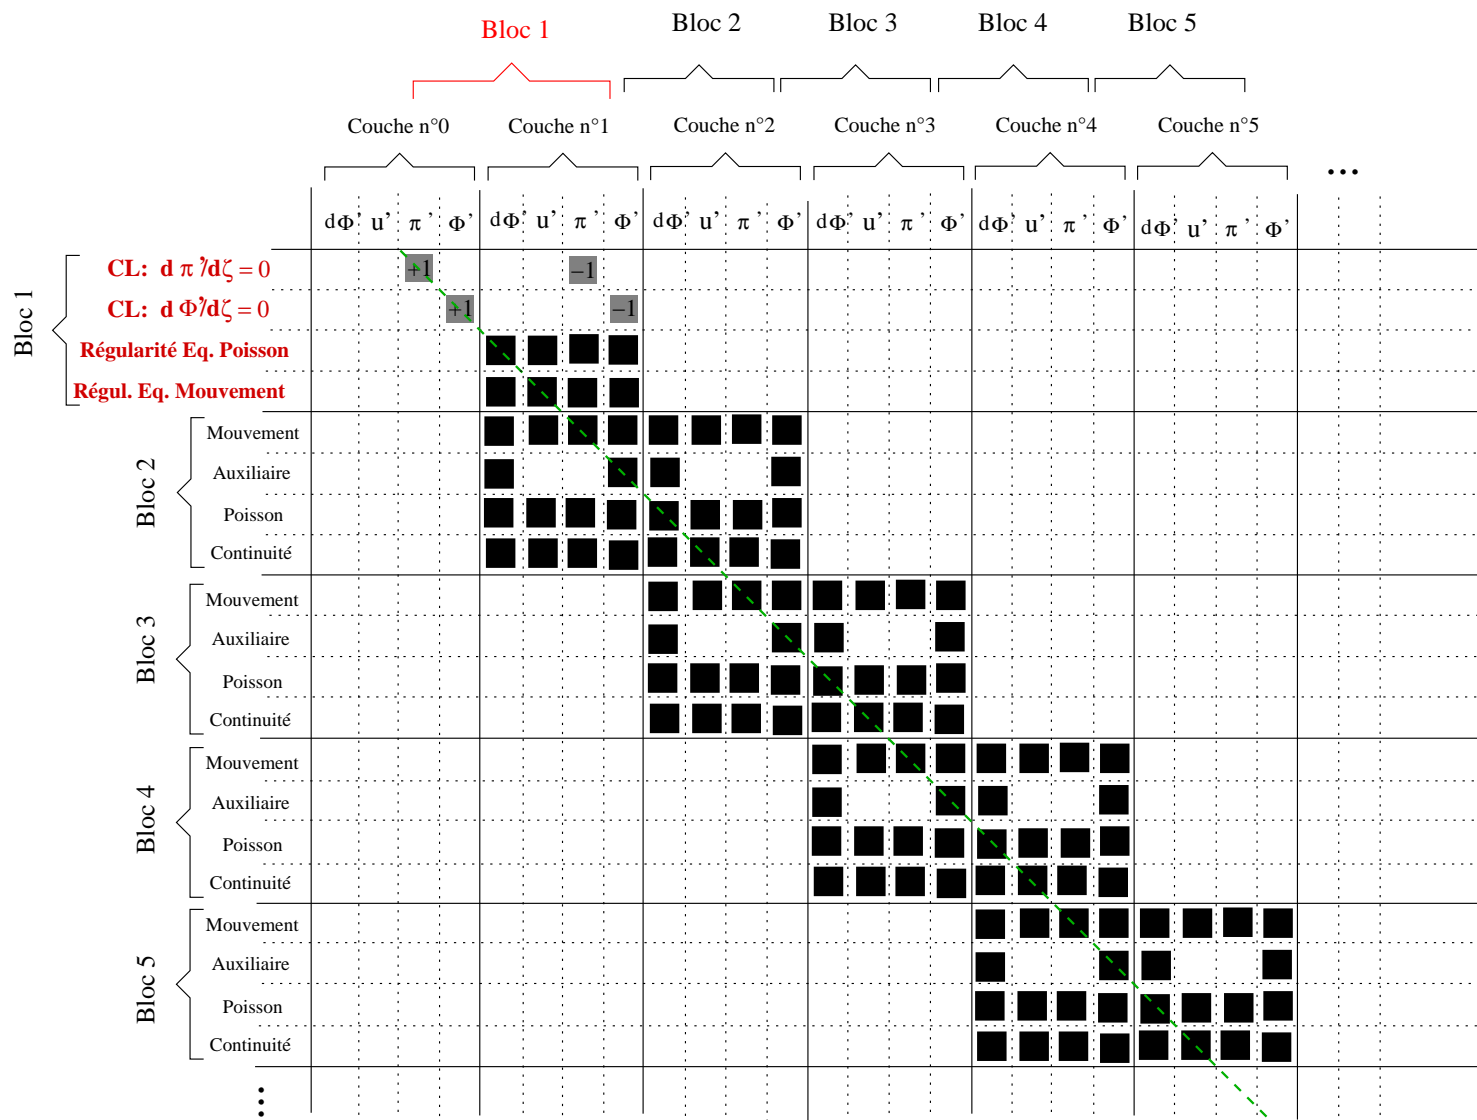 Bloc 1 Bloc 2 Bloc 3 Bloc 4 Bloc 5
Couche n°0 Couche n°1 Couche n°2 Couche n°3 Couche n°4 Couche n°5 ...
dΦ' u' π' Φ' dΦ' u' π' Φ' dΦ' u' π' Φ' dΦ' u' π' Φ' dΦ' u' π' Φ' dΦ' u' π' Φ'
Bloc 1
CL: d π'/dζ = 0 +1 −1
CL: d Φ'/dζ = 0 +1 −1
Régularité Eq. Poisson
Régul. Eq. Mouvement
Bloc 2
Mouvement
Auxiliaire
Poisson
Continuité
Bloc 3
Mouvement
Auxiliaire
Poisson
Continuité
Bloc 4
Mouvement
Auxiliaire
Poisson
Continuité
Bloc 5
Mouvement
Auxiliaire
Poisson
Continuité
...